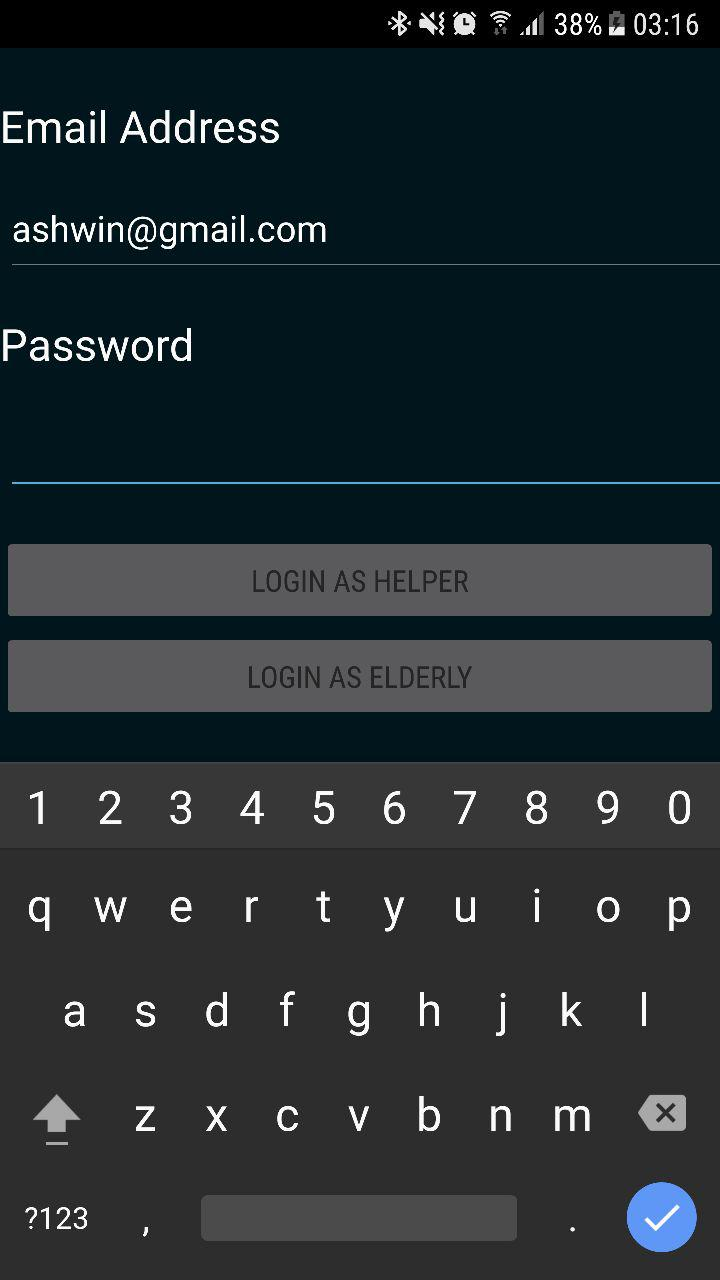 38% 03:16
Email Address
ashwin@gmail.com
Password
LOGIN AS HELPER
LOGIN AS ELDERLY
1 2 3 4 5 6 7 8 9 0
q w e r t y u i o p
a s d f g h j k l
z x c v b n m
?123 , .